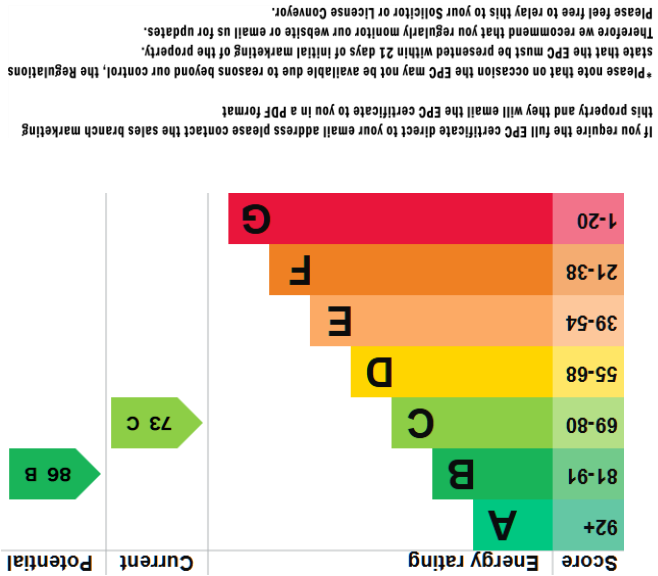 Score Energy rating Current Potential
92+ A
81-91 B 86 B
69-80 C 73 C
55-68 D
39-54 E
21-38 F
1-20 G
If you require the full EPC certificate direct to your email address please contact the sales branch marketing
this property and they will email the EPC certificate to you in a PDF format
*Please note that on occasion the EPC may not be available due to reasons beyond our control, the Regulations
state that the EPC must be presented within 21 days of initial marketing of the property.
Therefore we recommend that you regularly monitor our website or email us for updates.
Please feel free to relay this to your Solicitor or License Conveyor.